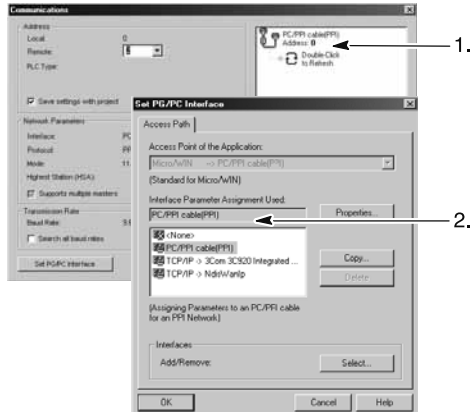 Communications
Address
Local: 0
Remote:
PLC Type:
Save settings with project
Network Parameters
Interface: PC
Protocol: PP
Mode: 11
Highest Station (HSA):
Supports multiple masters
Transmission Rate
Baud Rate: 9.6
Search all baud rates
Set PG/PC Interface
PC/PPI cable(PPI)
Address: 0
Double-Click
to Refresh
1.
Set PG/PC Interface
Access Path
Access Point of the Application:
Micro/WIN -> PC/PPI cable(PPI)
(Standard for Micro/WIN)
Interface Parameter Assignment Used:
PC/PPI cable(PPI)
Properties...
2.
<None>
PC/PPI cable(PPI)
TCP/IP -> 3Com 3C920 Integrated ...
TCP/IP -> NdisWanIp
Copy...
Delete
(Assigning Parameters to an PC/PPI cable
for an PPI Network)
Interfaces
Add/Remove:
Select...
OK
Cancel
Help